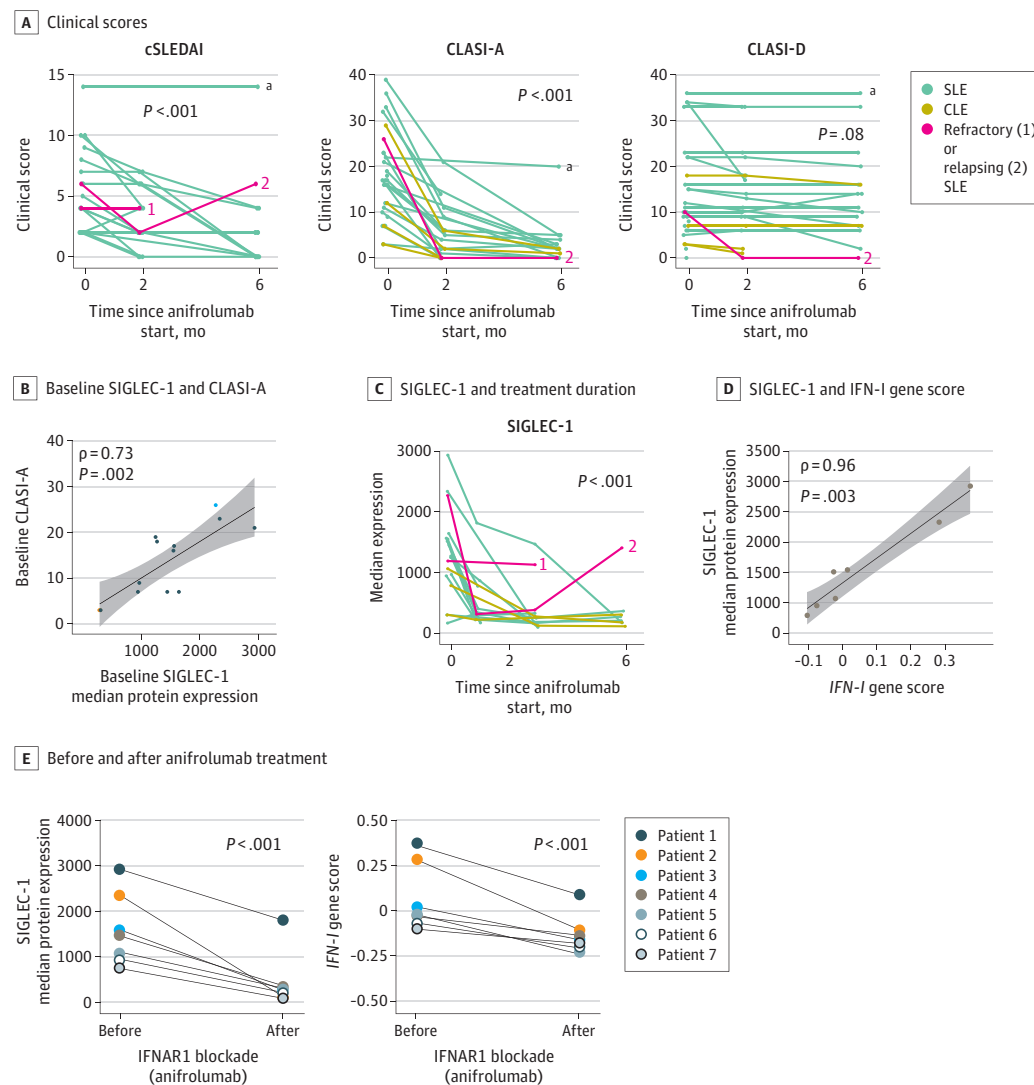 A Clinical scores
cSLEDAI
15
10
5
0
Clinical score
P <.001
a
1
2
0
2
6
Time since anifrolumab
start, mo
CLASI-A
40
30
20
10
0
Clinical score
P <.001
a
2
0
2
6
Time since anifrolumab
start, mo
CLASI-D
40
30
20
10
0
Clinical score
a
P = .08
2
0
2
6
Time since anifrolumab
start, mo
SLE
CLE
Refractory (1)
or
relapsing (2)
SLE
B Baseline SIGLEC-1 and CLASI-A
40
30
20
10
0
Baseline CLASI-A
ρ = 0.73
P = .002
1000
2000
3000
Baseline SIGLEC-1
median protein expression
C SIGLEC-1 and treatment duration
SIGLEC-1
3000
2000
1000
0
Median expression
P <.001
1
2
0
2
4
6
Time since anifrolumab
start, mo
D SIGLEC-1 and IFN-I gene score
3500
3000
2500
2000
1500
1000
500
0
SIGLEC-1
median protein expression
ρ = 0.96
P = .003
-0.1
0
0.1
0.2
0.3
IFN-I gene score
E Before and after anifrolumab treatment
4000
3000
2000
1000
0
SIGLEC-1
median protein expression
P <.001
Before
After
IFNAR1 blockade
(anifrolumab)
0.50
0.25
0
-0.25
-0.50
IFN-I gene score
P <.001
Before
After
IFNAR1 blockade
(anifrolumab)
Patient 1
Patient 2
Patient 3
Patient 4
Patient 5
Patient 6
Patient 7